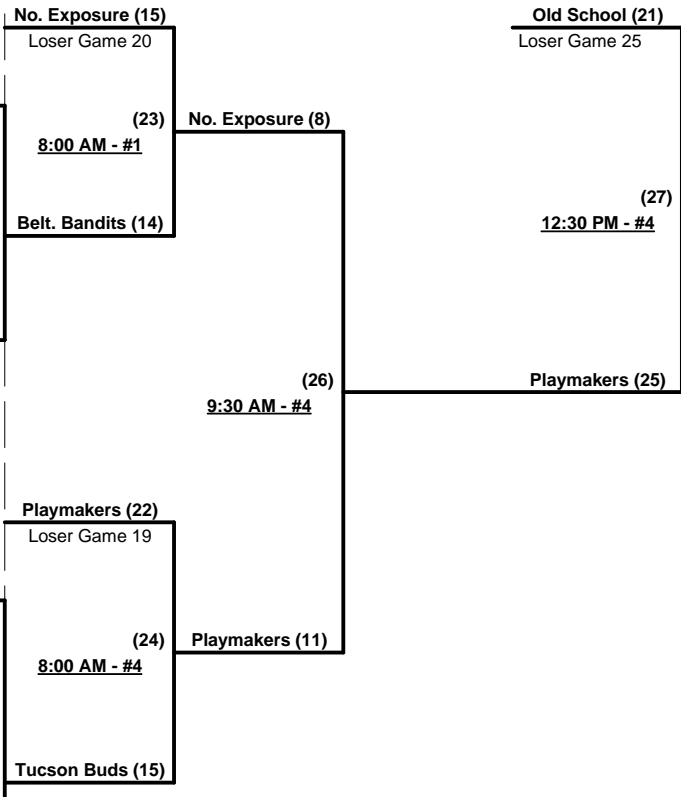 No. Exposure (15)
Loser Game 20
(23)
8:00 AM - #1
Belt. Bandits (14)
No. Exposure (8)
(26)
9:30 AM - #4
Playmakers (22)
Loser Game 19
(24)
8:00 AM - #4
Tucson Buds (15)
Playmakers (11)
Old School (21)
Loser Game 25
(27)
12:30 PM - #4
Playmakers (25)